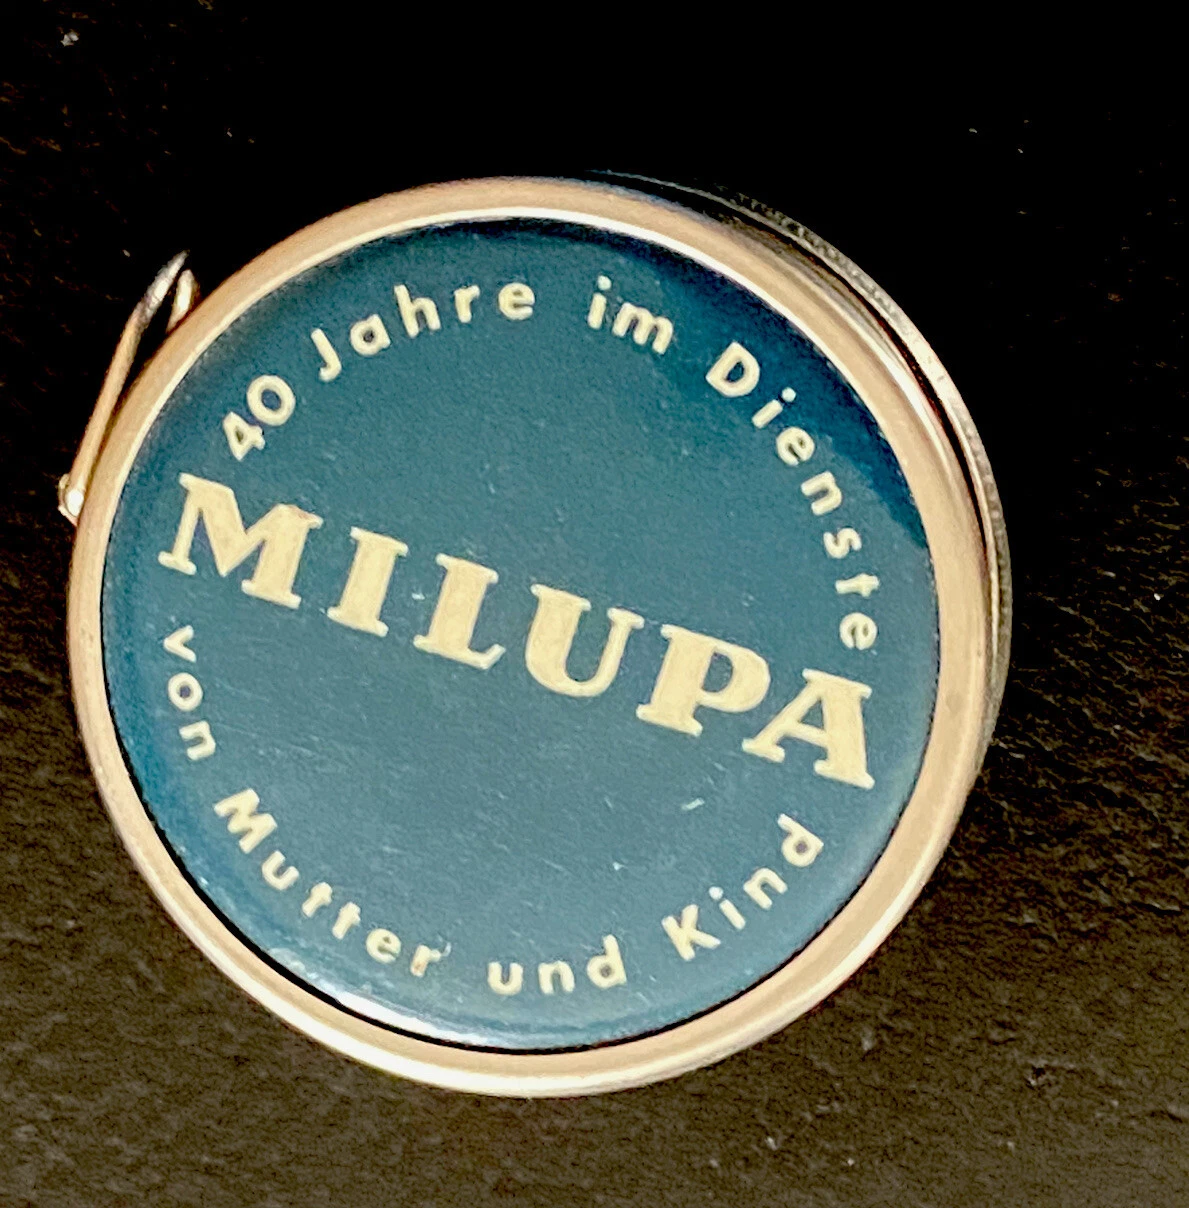 40 Jahre im Dienste
MILUPA
von Mutter und Kind